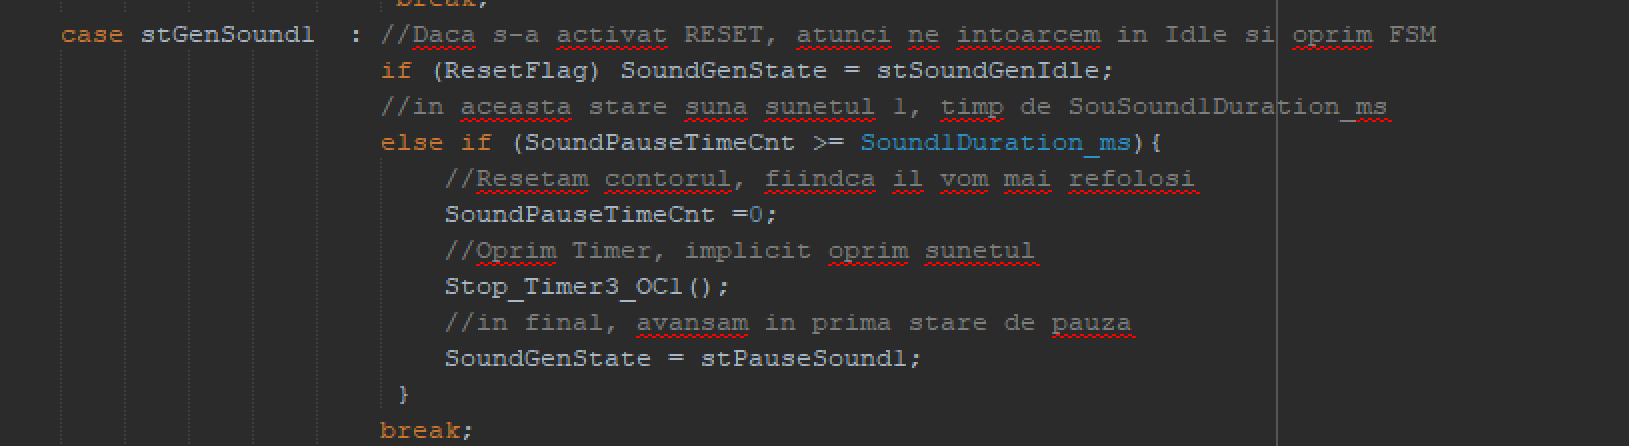 break;
case stGenSound1 : //Daca s-a activat RESET, atunci ne intoarcem in Idle si oprim FSM
if (ResetFlag) SoundGenState = stSoundGenIdle;
//in aceasta stare suna sunetul 1, timp de SouSound1Duration_ms
else if (SoundPauseTimeCnt >= Sound1Duration_ms){
//Resetam contorul, fiindca il vom mai refolosi
SoundPauseTimeCnt =0;
//Oprim Timer, implicit oprim sunetul
Stop_Timer3_OC1();
//in final, avansam in prima stare de pauza
SoundGenState = stPauseSound1;
}
break;